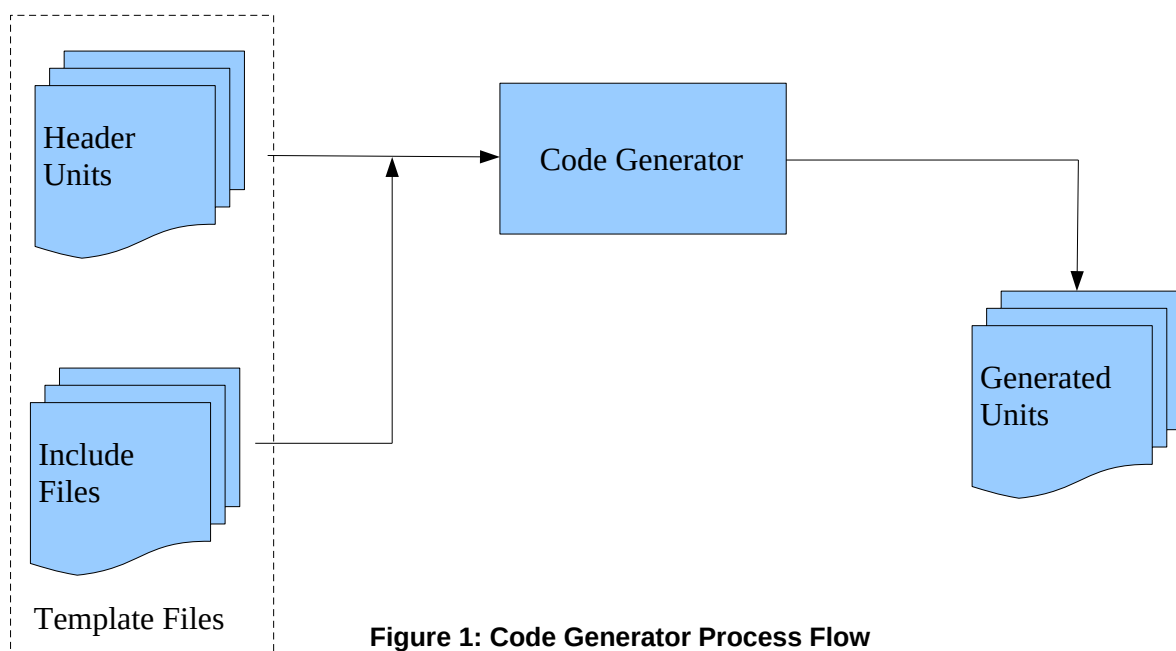 Header
Units
Code Generator
Generated
Units
Include
Files
Template Files
Figure 1: Code Generator Process Flow